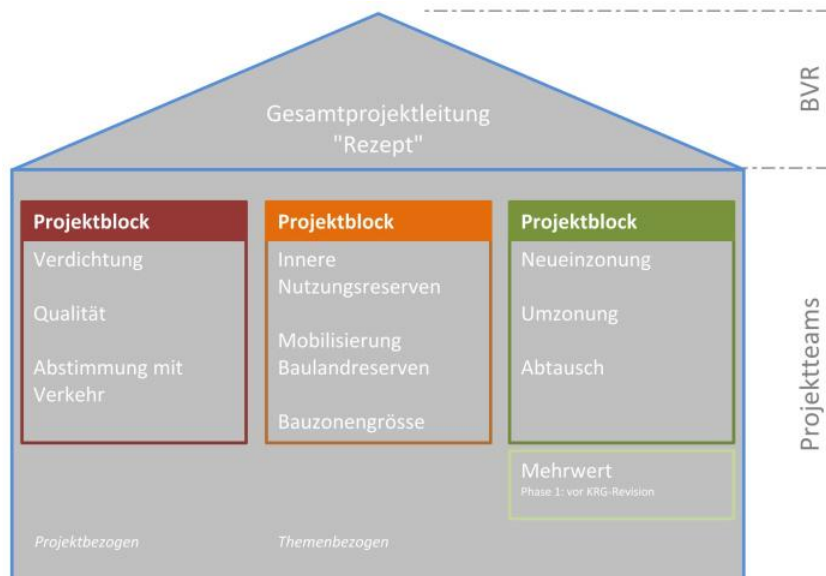 Gesamtprojektleitung
"Rezept"
BVR
Projektblock
Verdichtung
Qualität
Abstimmung mit
Verkehr
Projektblock
Innere
Nutzungsreserven
Mobilisierung
Baulandreserven
Bauzonengrösse
Projektblock
Neueinzonung
Umzonung
Abtausch
Mehrwert
Phase 1: vor KRG-Revision
Projektbezogen
Themenbezogen
Projektteams